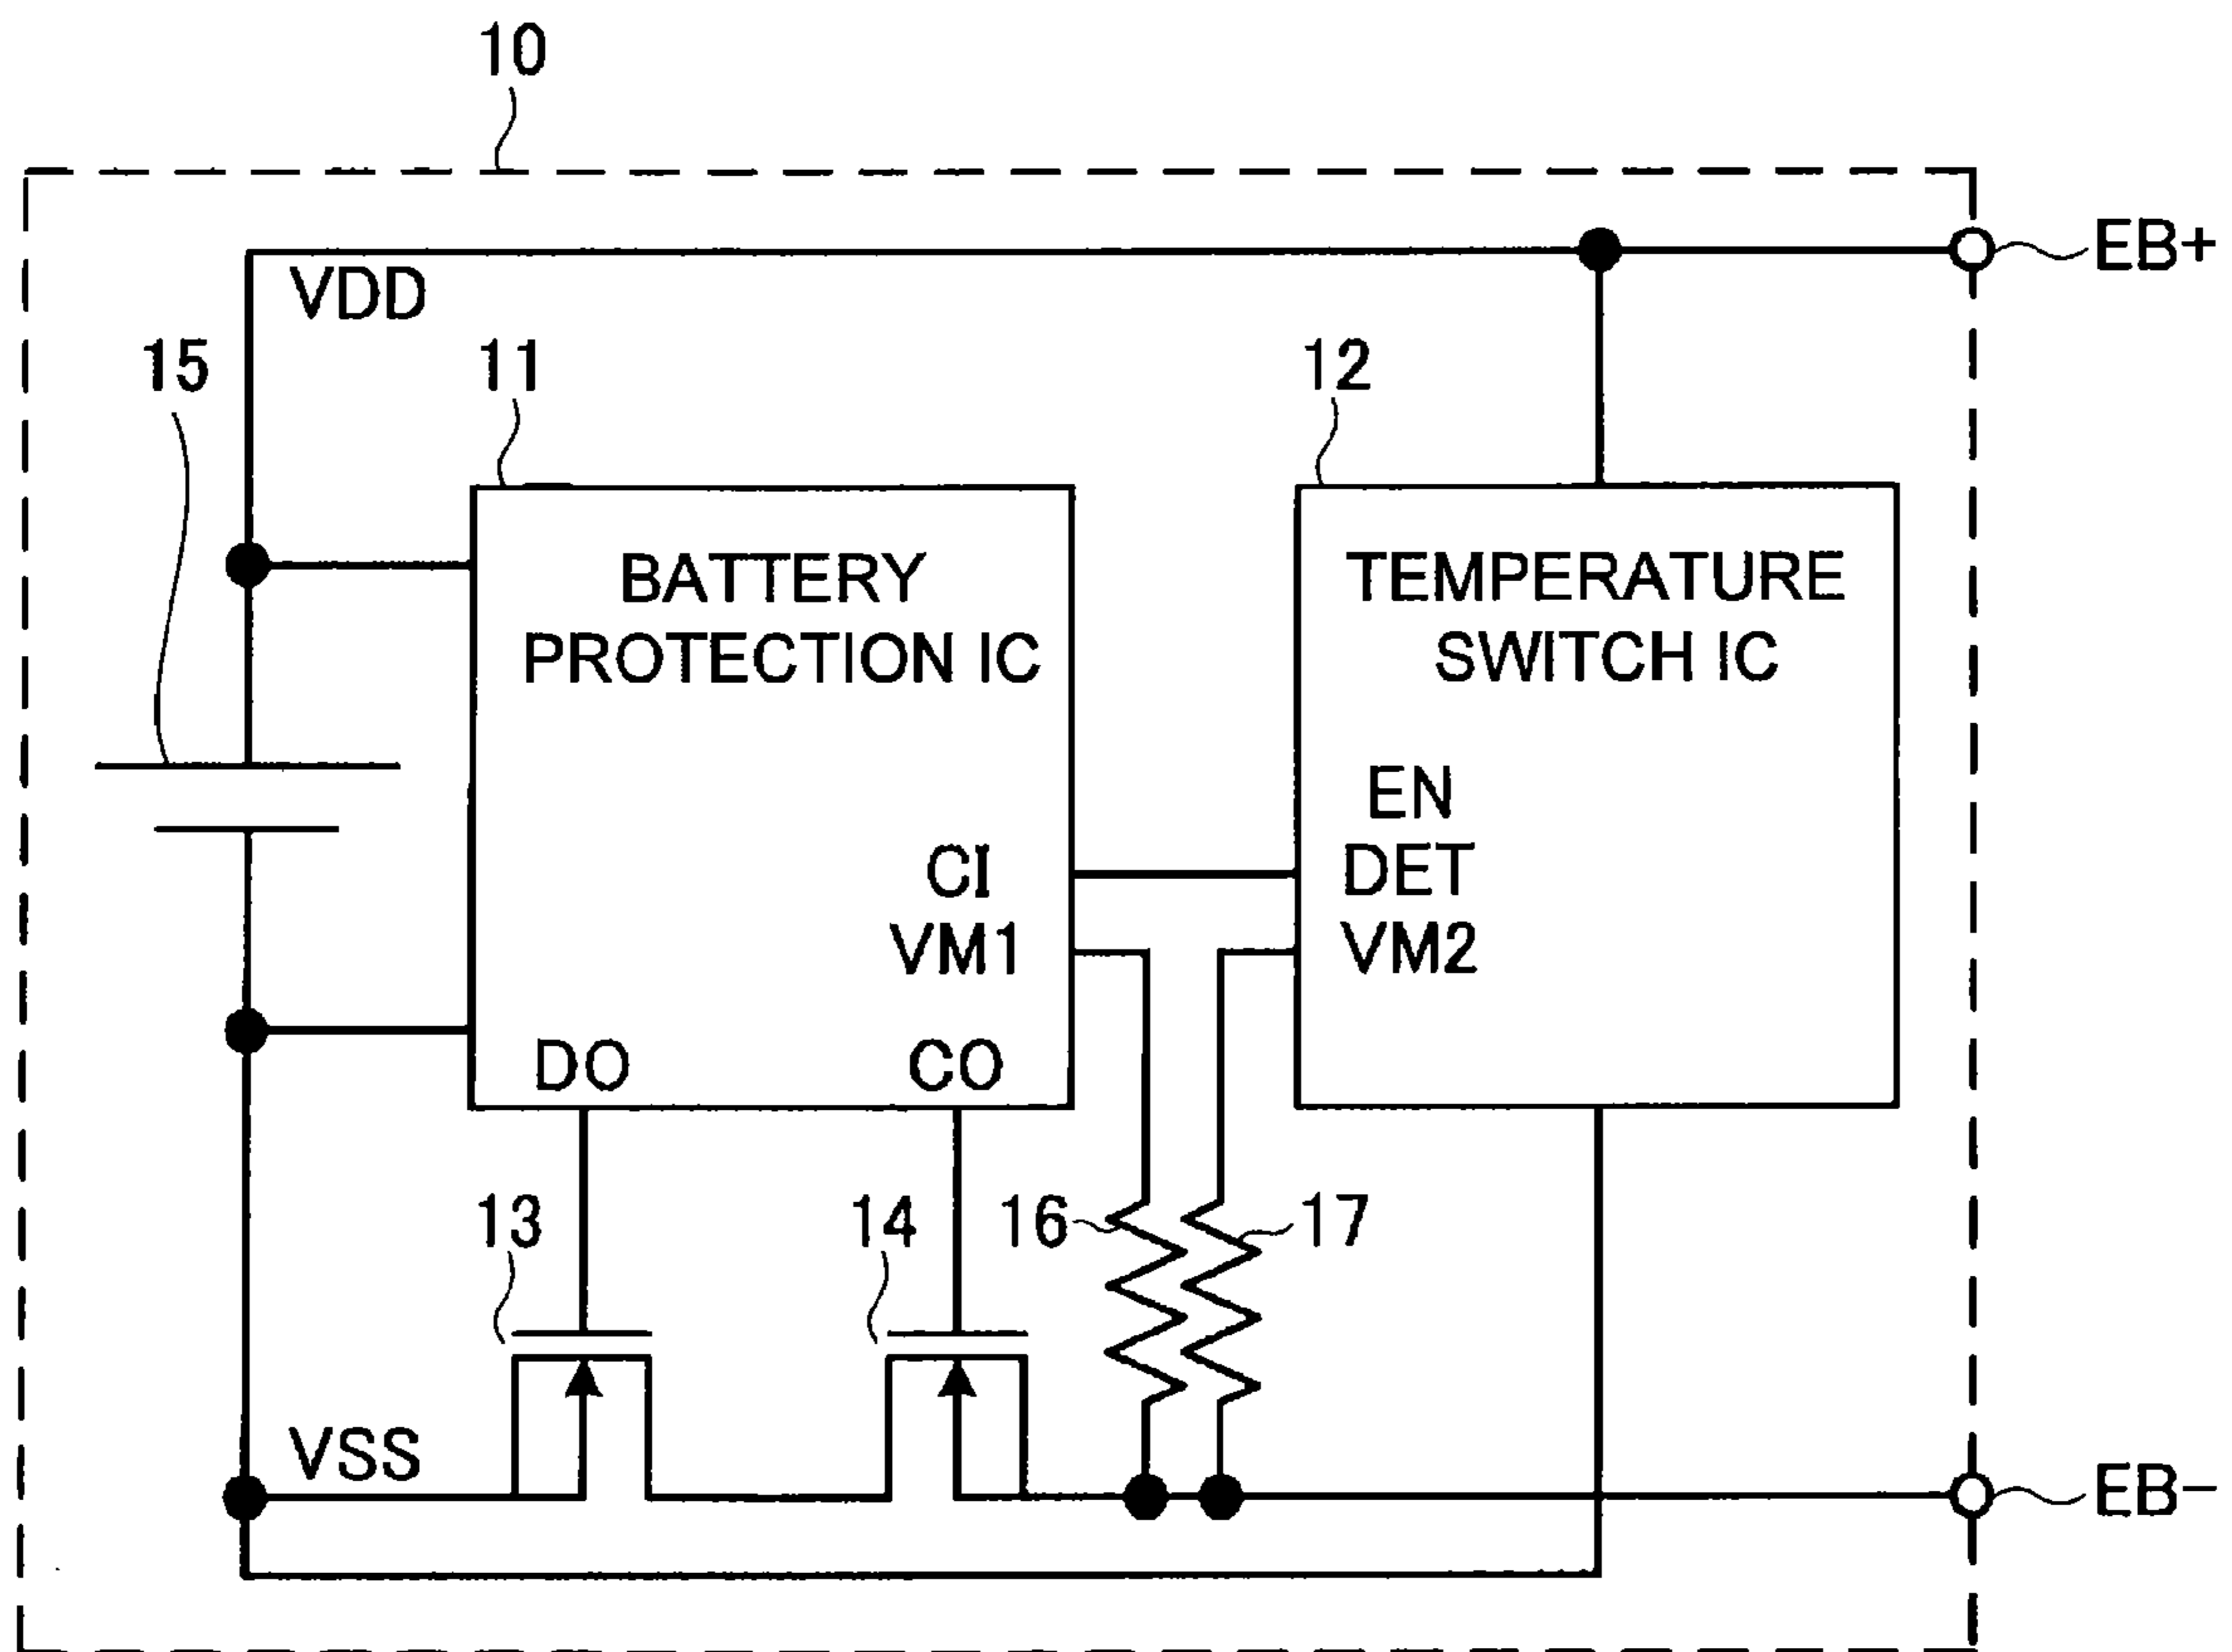 10
EB+
VDD
15
11
12
BATTERY
PROTECTION IC
TEMPERATURE
SWITCH IC
EN
CI
DET
VM1
VM2
DO
CO
13
14
16
17
VSS
EB−